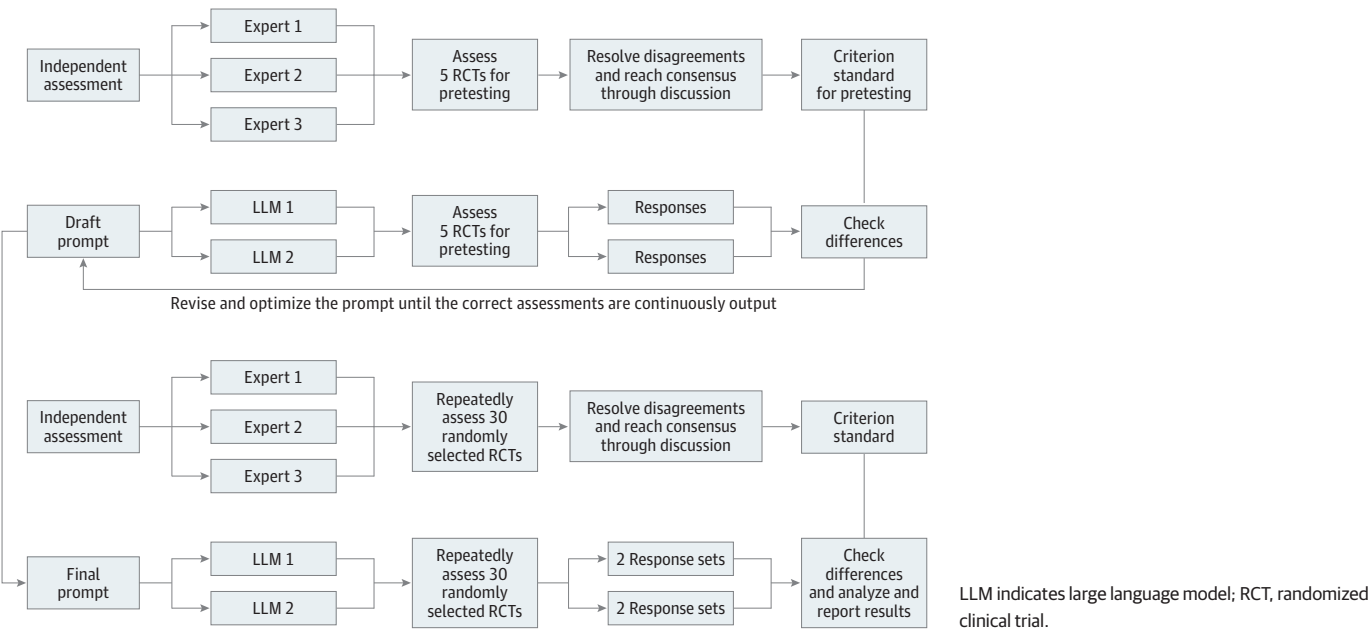 Independent
assessment
Expert 1
Expert 2
Expert 3
Assess
5 RCTs for
pretesting
Resolve disagreements
and reach consensus
through discussion
Criterion
standard
for pretesting
Draft
prompt
LLM 1
LLM 2
Assess
5 RCTs for
pretesting
Responses
Responses
Check
differences
Revise and optimize the prompt until the correct assessments are continuously output
Independent
assessment
Expert 1
Expert 2
Expert 3
Repeatedly
assess 30
randomly
selected RCTs
Resolve disagreements
and reach consensus
through discussion
Criterion
standard
Final
prompt
LLM 1
LLM 2
Repeatedly
assess 30
randomly
selected RCTs
2 Response sets
2 Response sets
Check
differences
and analyze and
report results
LLM indicates large language model; RCT, randomized
clinical trial.